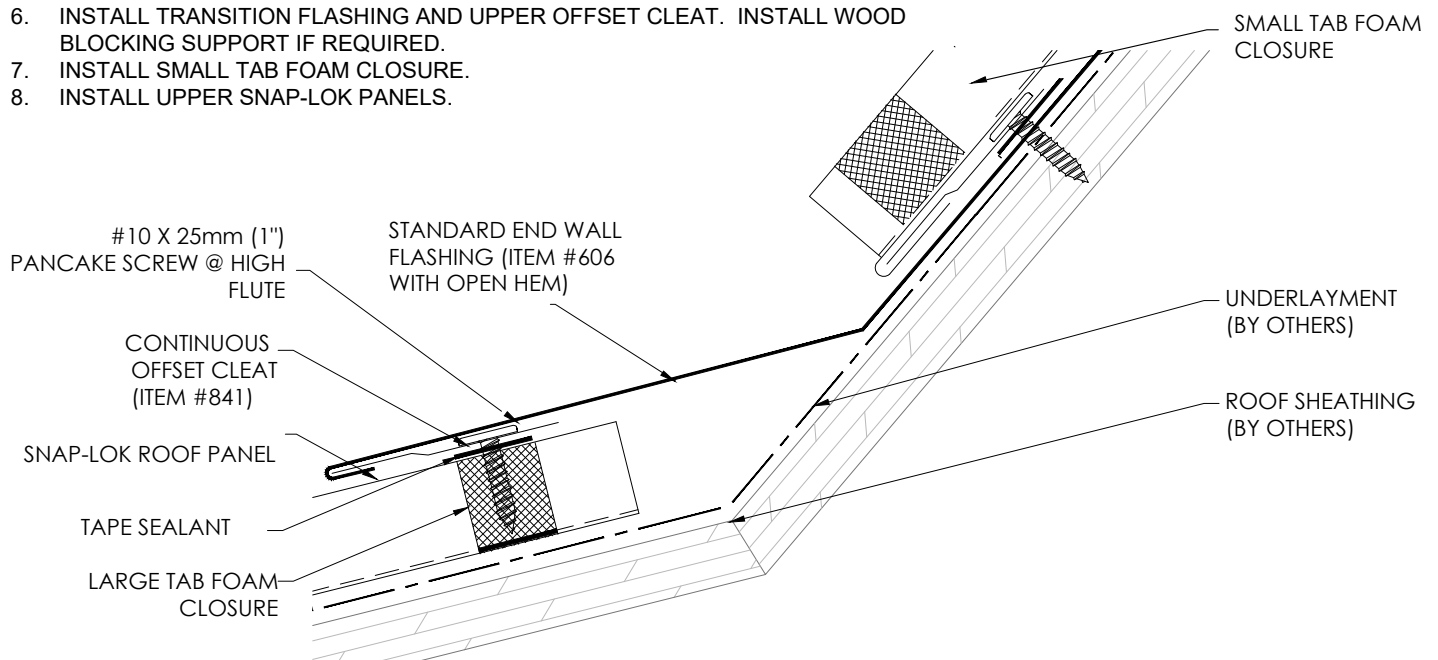 6. INSTALL TRANSITION FLASHING AND UPPER OFFSET CLEAT. INSTALL WOOD
BLOCKING SUPPORT IF REQUIRED.
7. INSTALL SMALL TAB FOAM CLOSURE.
8. INSTALL UPPER SNAP-LOK PANELS.
SMALL TAB FOAM
CLOSURE
#10 X 25mm (1")
PANCAKE SCREW @ HIGH
FLUTE
STANDARD END WALL
FLASHING (ITEM #606
WITH OPEN HEM)
CONTINUOUS
OFFSET CLEAT
(ITEM #841)
SNAP-LOK ROOF PANEL
TAPE SEALANT
LARGE TAB FOAM
CLOSURE
UNDERLAYMENT
(BY OTHERS)
ROOF SHEATHING
(BY OTHERS)